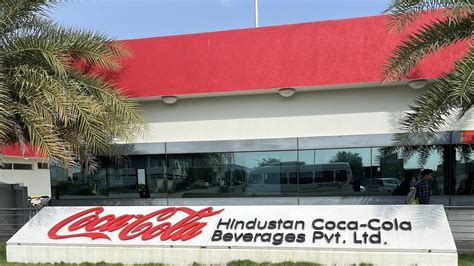 Coca-Cola
Hindustan Coca-Cola
Beverages Pvt. Ltd.